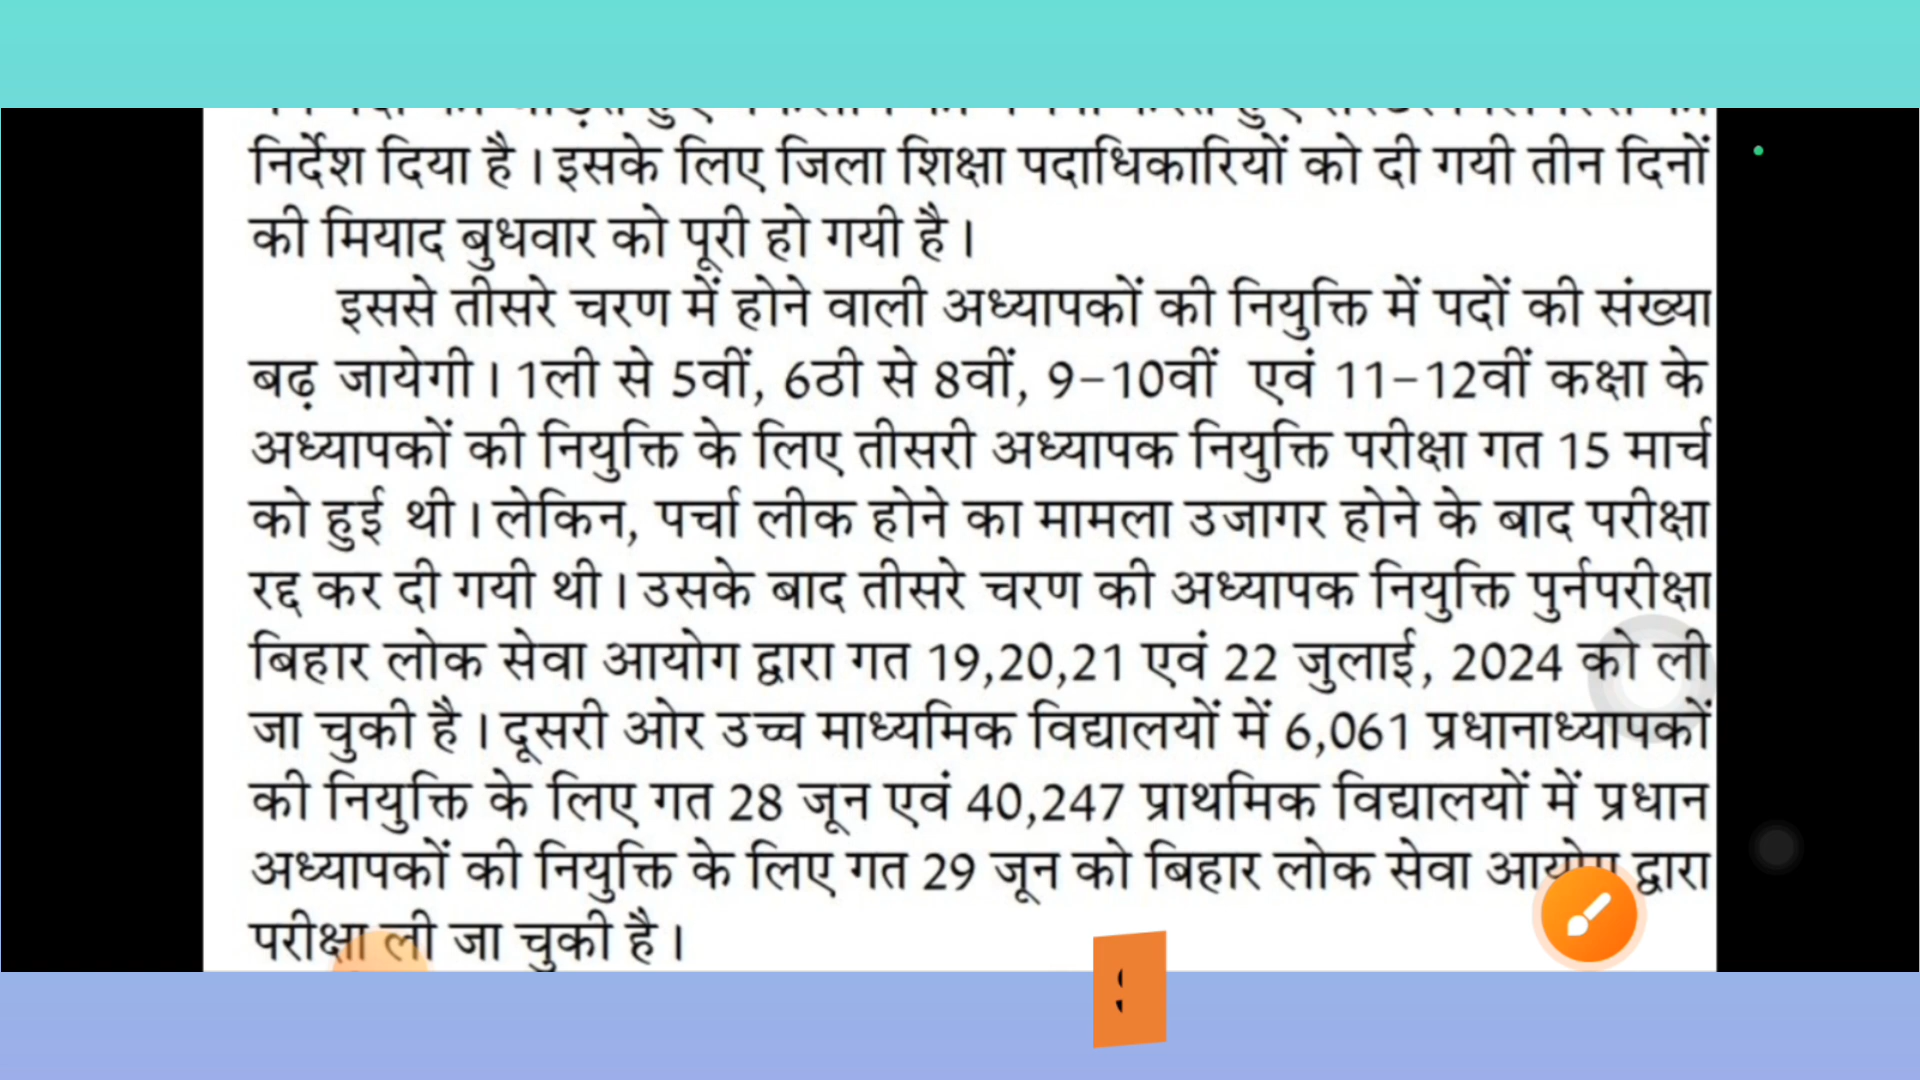 निर्देश दिया है। इसके लिए जिला शिक्षा पदाधिकारियों को दी गयी तीन दिनों
की मियाद बुधवार को पूरी हो गयी है।
इससे तीसरे चरण में होने वाली अध्यापकों की नियुक्ति में पदों की संख्या
बढ़ जायेगी। 1ली से 5वीं, 6ठी से 8वीं, 9-10वीं एवं 11-12वीं कक्षा के
अध्यापकों की नियुक्ति के लिए तीसरी अध्यापक नियुक्ति परीक्षा गत 15 मार्च
को हुई थी। लेकिन, पर्चा लीक होने का मामला उजागर होने के बाद परीक्षा
रद्द कर दी गयी थी। उसके बाद तीसरे चरण की अध्यापक नियुक्ति पुर्नपरीक्षा
बिहार लोक सेवा आयोग द्वारा गत 19,20,21 एवं 22 जुलाई, 2024 को ली
जा चुकी है। दूसरी ओर उच्च माध्यमिक विद्यालयों में 6,061 प्रधानाध्यापकों
की नियुक्ति के लिए गत 28 जून एवं 40,247 प्राथमिक विद्यालयों में प्रधान
अध्यापकों की नियुक्ति के लिए गत 29 जून को बिहार लोक सेवा आयोग द्वारा
परीक्षा ली जा चुकी है।